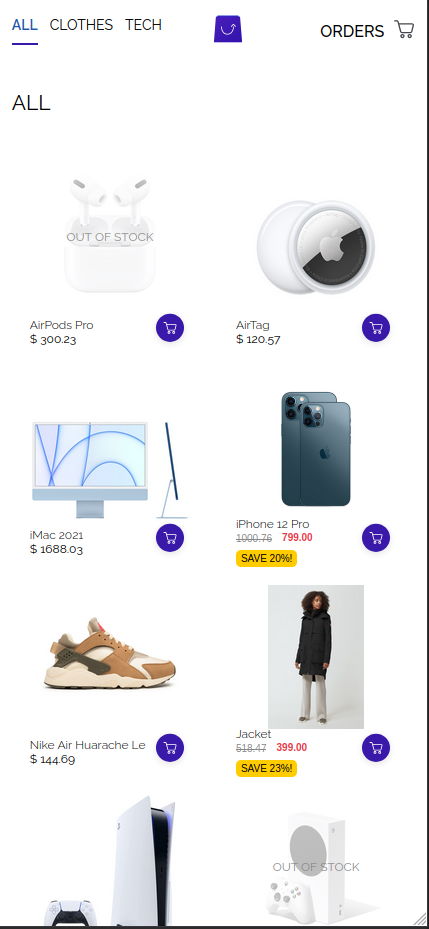 ALL CLOTHES TECH ORDERS
ALL
OUT OF STOCK
AirPods Pro
$ 300.23
AirTag
$ 120.57
iMac 2021
$ 1688.03
iPhone 12 Pro
1000.76 799.00
SAVE 20%!
Nike Air Huarache Le
$ 144.69
Jacket
518.47 399.00
SAVE 23%!
OUT OF STOCK